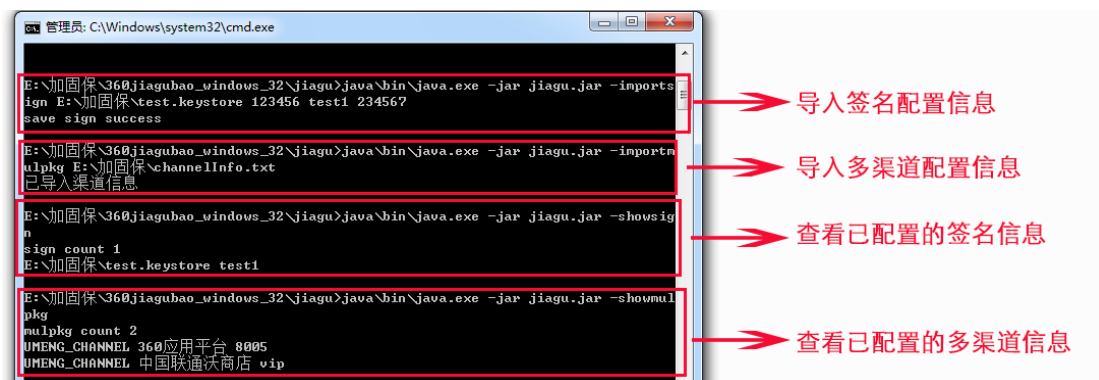 管理员: C:\Windows\system32\cmd.exe
E:\加固保\360jiagubao_windows_32\jiagu>java\bin\java.exe -jar jiagu.jar -imports
ign E:\加固保\test.keystore 123456 test1 234567
save sign success
导入签名配置信息
E:\加固保\360jiagubao_windows_32\jiagu>java\bin\java.exe -jar jiagu.jar -importm
ulpkg E:\加固保\channelInfo.txt
已导入渠道信息
导入多渠道配置信息
E:\加固保\360jiagubao_windows_32\jiagu>java\bin\java.exe -jar jiagu.jar -showsig
n
sign count 1
E:\加固保\test.keystore test1
查看已配置的签名信息
E:\加固保\360jiagubao_windows_32\jiagu>java\bin\java.exe -jar jiagu.jar -showmul
pkg
mulpkg count 2
UMENG_CHANNEL 360应用平台 8005
UMENG_CHANNEL 中国联通沃商店 vip
查看已配置的多渠道信息